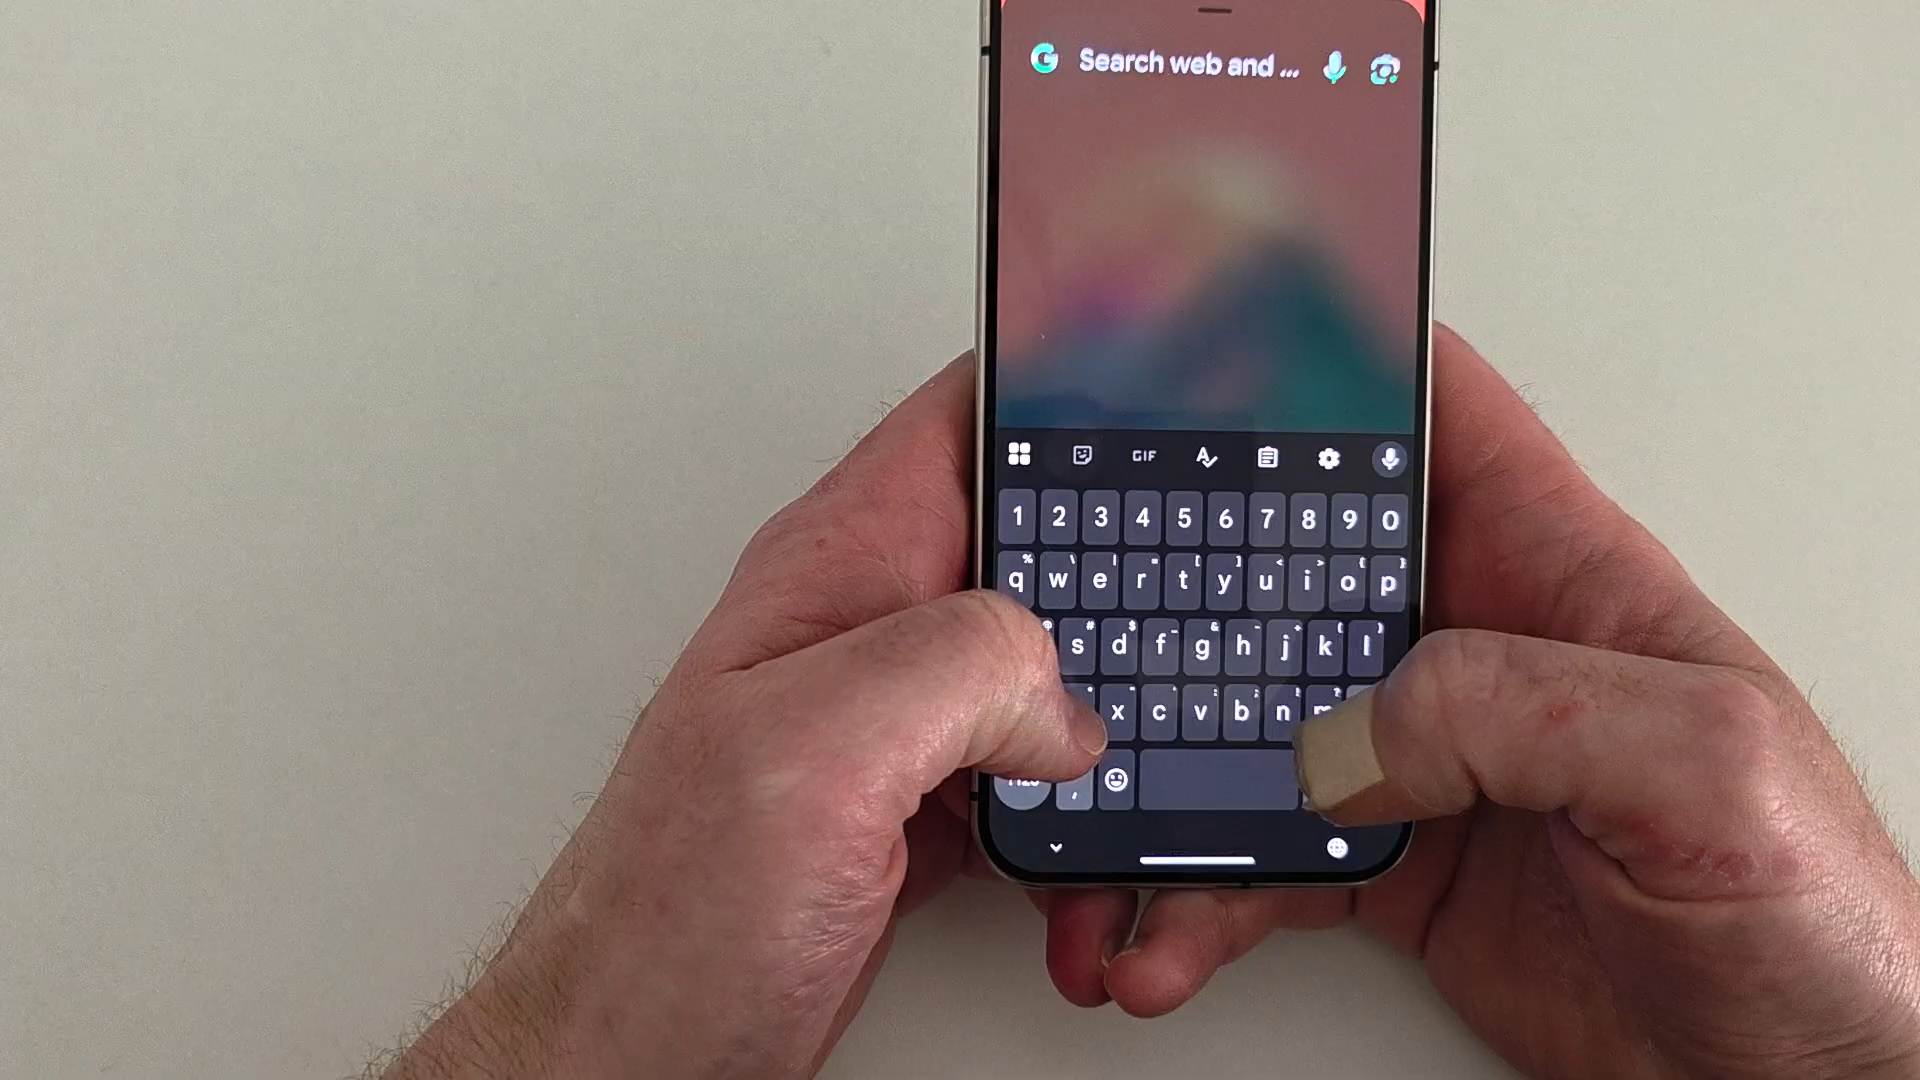 G Search web and ...
GIF
1 2 3 4 5 6 7 8 9 0
q w e r t y u i o p
s d f g h j k l
x c v b n
,